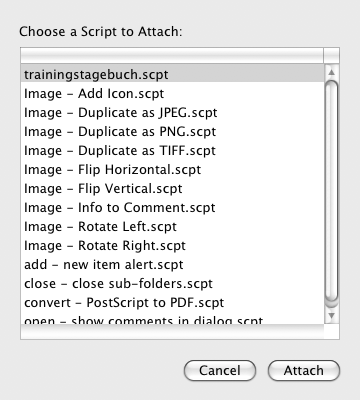 Choose a Script to Attach:
trainingstagebuch.scpt
Image – Add Icon.scpt
Image – Duplicate as JPEG.scpt
Image – Duplicate as PNG.scpt
Image – Duplicate as TIFF.scpt
Image – Flip Horizontal.scpt
Image – Flip Vertical.scpt
Image – Info to Comment.scpt
Image – Rotate Left.scpt
Image – Rotate Right.scpt
add – new item alert.scpt
close – close sub-folders.scpt
convert – PostScript to PDF.scpt
open – show comments in dialog.scpt
Cancel Attach